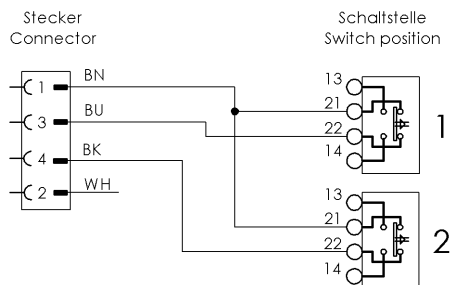 Stecker
Connector
Schaltstelle
Switch position
1 BN
3 BU
4 BK
2 WH
13
21
22
14
1
13
21
22
14
2